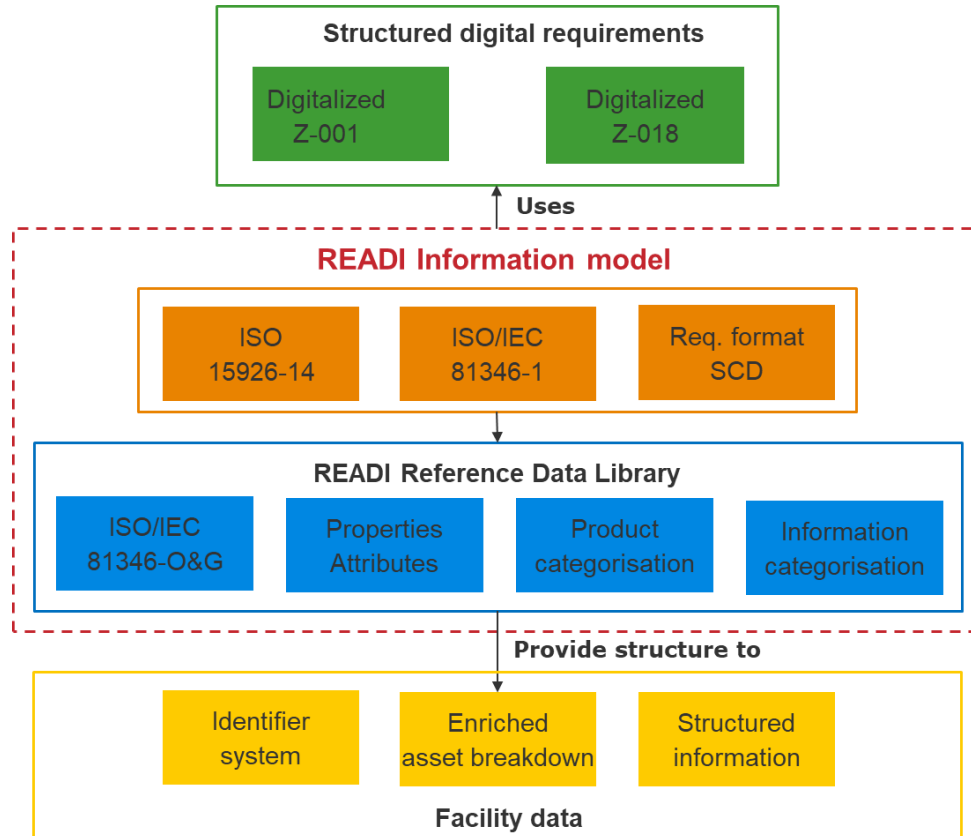 Structured digital requirements
Digitalized
Z-001
Digitalized
Z-018
Uses
READI Information model
ISO
15926-14
ISO/IEC
81346-1
Req. format
SCD
READI Reference Data Library
ISO/IEC
81346-O&G
Properties
Attributes
Product
categorisation
Information
categorisation
Provide structure to
Identifier
system
Enriched
asset breakdown
Structured
information
Facility data